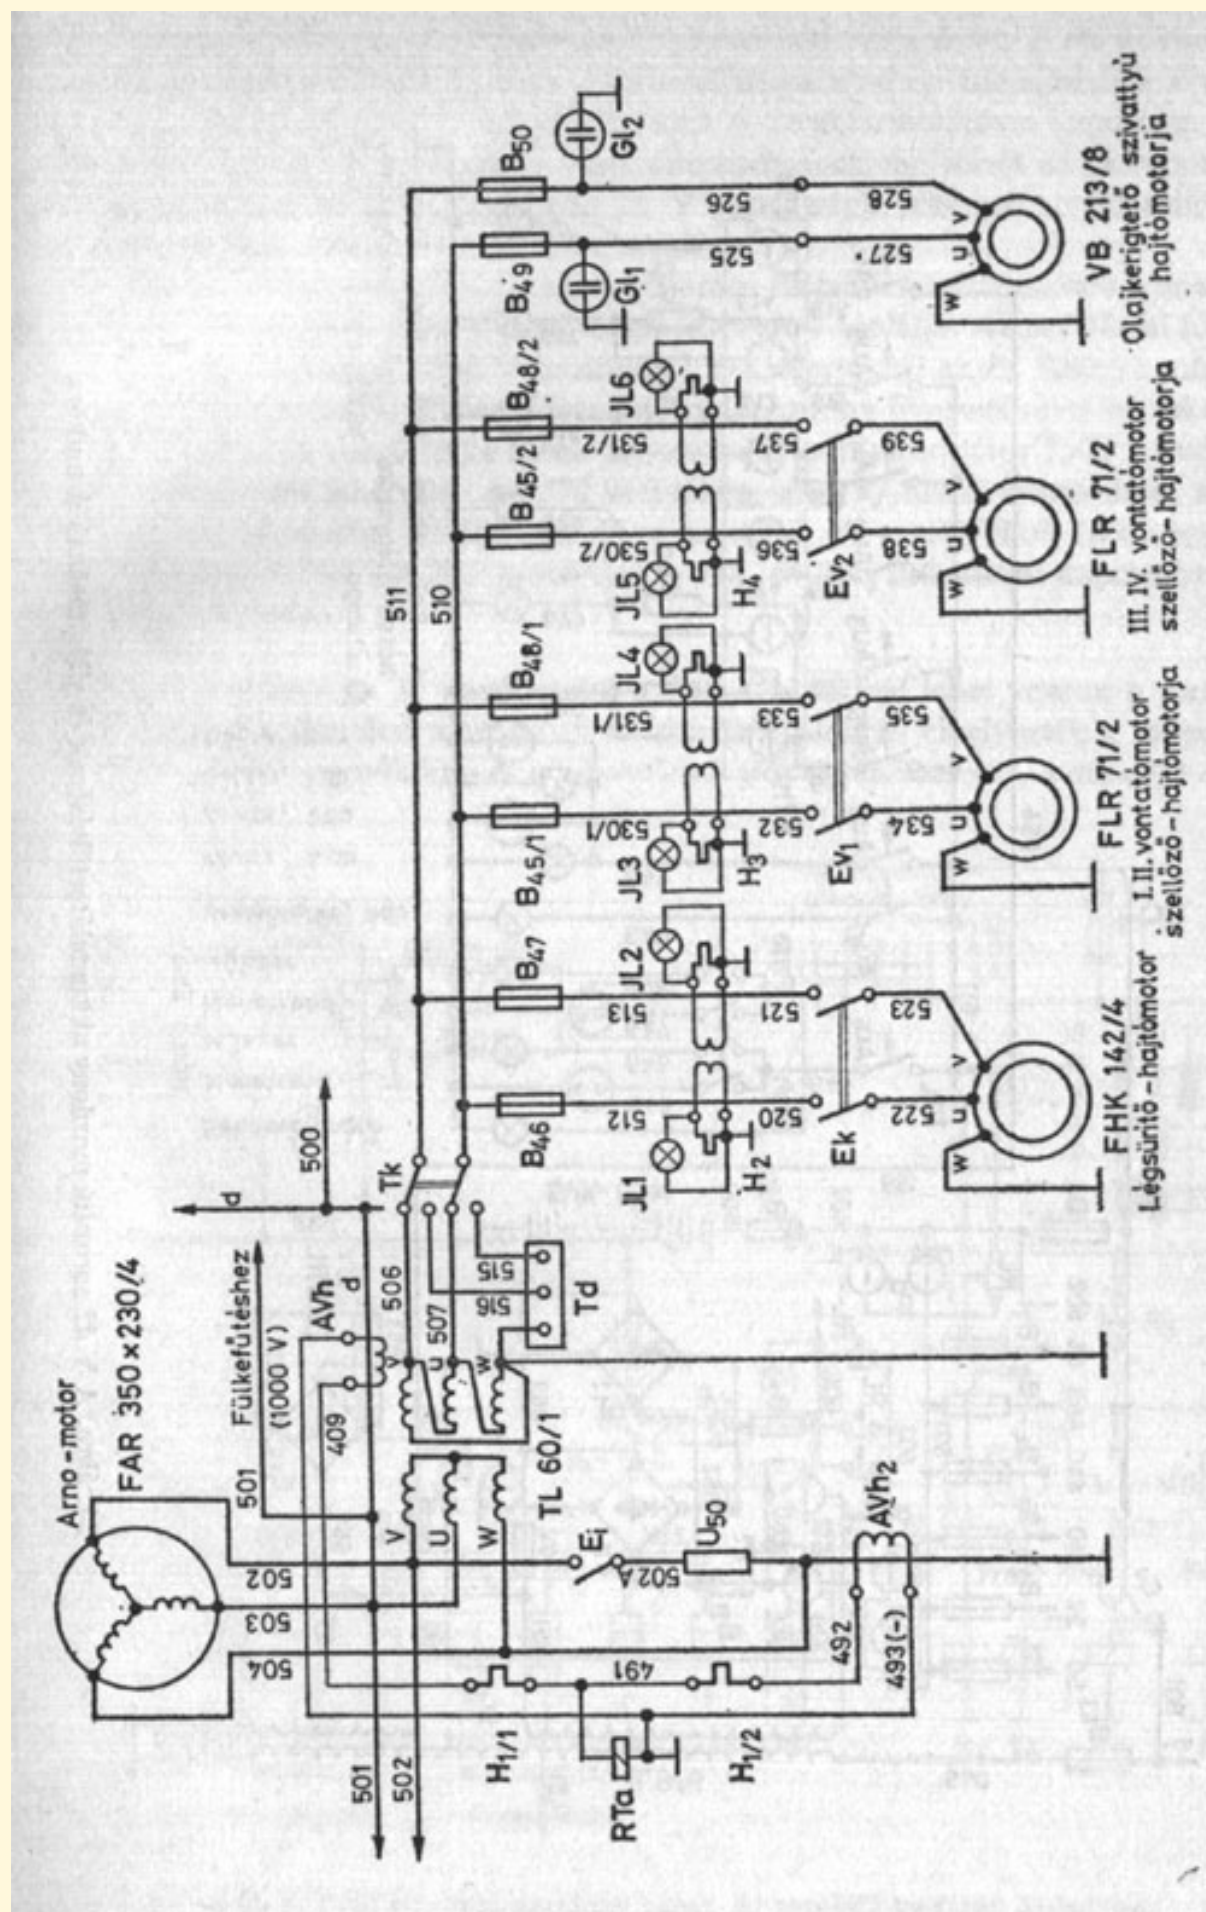 Arno-motor
FAR 350×230/4
501
Fülkefűtéshez
(1000 V)
AVh
d
d
500
409
502
503
504
501
502
V
U
W
v
u
w
506
507
516
515
TL 60/1
Td
Tk
511
510
H1/1
RTa
491
H1/2
Ei
502A
U50
492
AVh2
493(-)
B46
B47
B45/1
B48/1
B45/2
B48/2
B49
B50
512
513
530/1
531/1
530/2
531/2
Gl1
Gl2
JL1
JL2
JL3
JL4
JL5
JL6
H2
H3
H4
520
521
532
533
536
537
525
526
Ek
Ev1
Ev2
522
523
534
535
538
539
527
528
w
u
v
w
u
v
w
u
v
w
u
v
FHK 142/4
Légsűrítő-hajtómotor
FLR 71/2
I.II. vontatómotor
szellőző-hajtómotorja
FLR 71/2
III. IV. vontatómotor
szellőző-hajtómotorja
VB 213/8
Olajkerigtető szivattyú
hajtómotorja